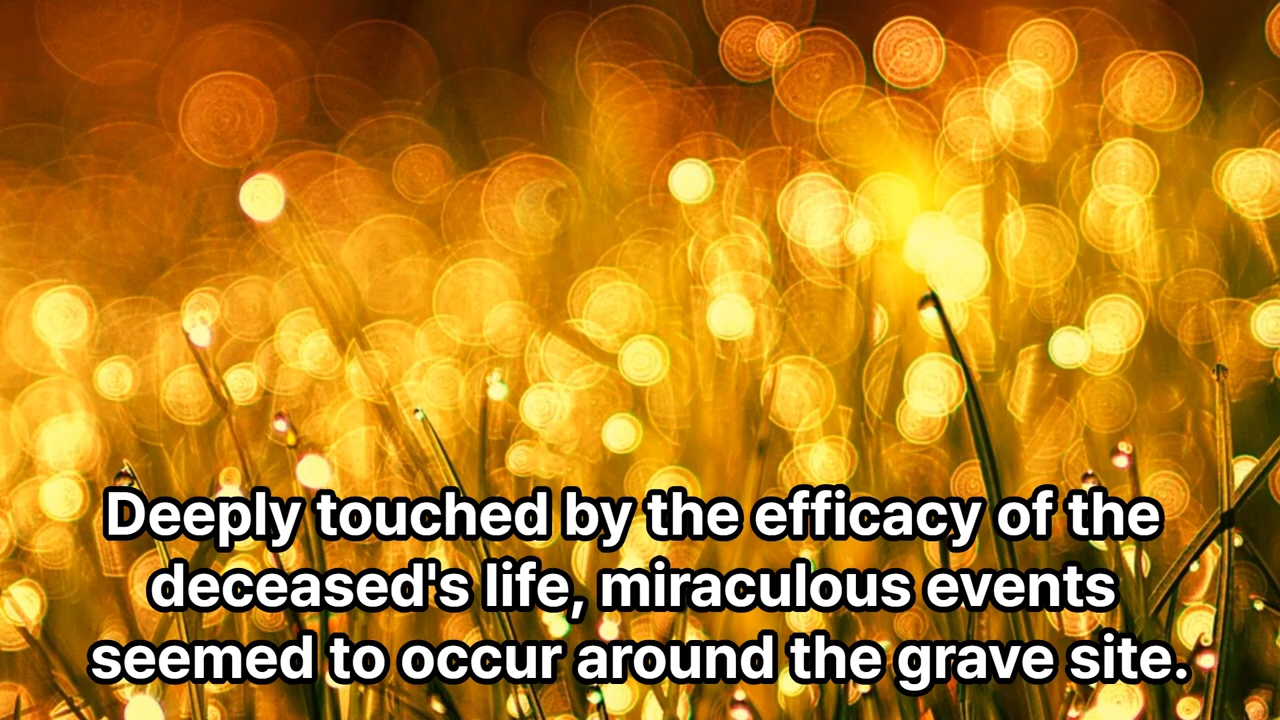 Deeply touched by the efficacy of the
deceased's life, miraculous events
seemed to occur around the grave site.